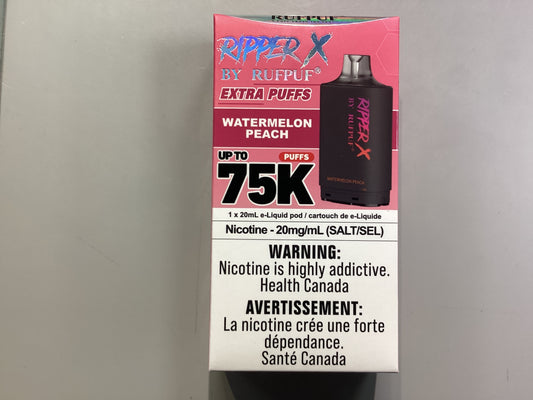 RIPPER X
BY RUFPUF®
EXTRA PUFFS
WATERMELON
PEACH
UP TO
PUFFS
75K
RIPPER X
BY RUFPUF
WATERMELON PEACH
1 x 20mL e-Liquid pod / cartouche de e-Liquide
Nicotine - 20mg/mL (SALT/SEL)
WARNING:
Nicotine is highly addictive.
Health Canada
AVERTISSEMENT:
La nicotine crée une forte
dépendance.
Santé Canada